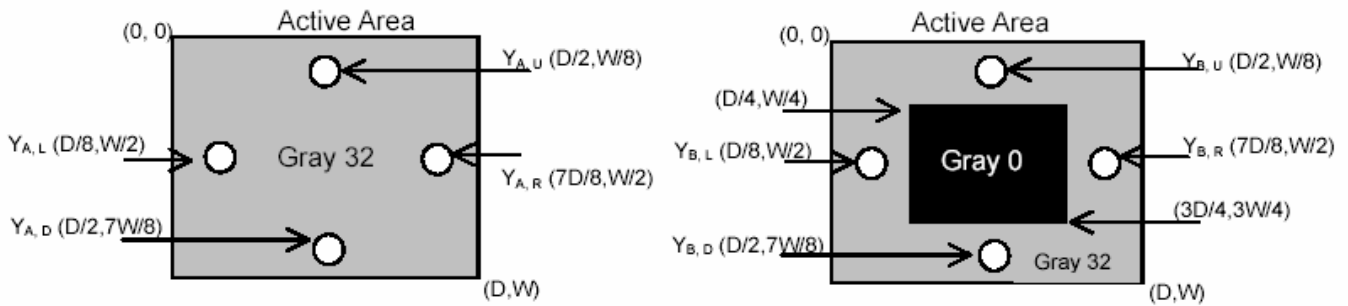 Active Area
(0, 0)
YA, U (D/2,W/8)
YA, L (D/8,W/2)
Gray 32
YA, R (7D/8,W/2)
YA, D (D/2,7W/8)
(D,W)
Active Area
(0, 0)
YB, U (D/2,W/8)
(D/4,W/4)
YB, L (D/8,W/2)
Gray 0
YB, R (7D/8,W/2)
(3D/4,3W/4)
YB, D (D/2,7W/8)
Gray 32
(D,W)